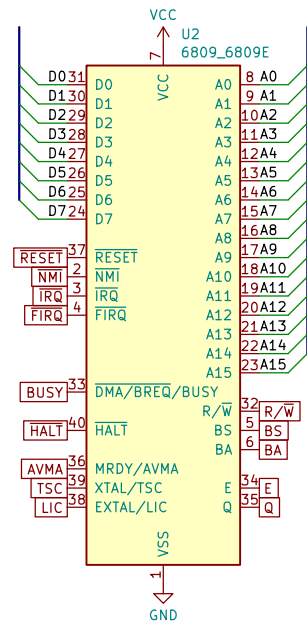 VCC
U2
6809_6809E
7
VCC
D0 31 D0 A0 8 A0
D1 30 D1 A1 9 A1
D2 29 D2 A2 10 A2
D3 28 D3 A3 11 A3
D4 27 D4 A4 12 A4
D5 26 D5 A5 13 A5
D6 25 D6 A6 14 A6
D7 24 D7 A7 15 A7
A8 16 A8
RESET 37 RESET A9 17 A9
NMI 2 NMI A10 18 A10
IRQ 3 IRQ A11 19 A11
FIRQ 4 FIRQ A12 20 A12
A13 21 A13
A14 22 A14
A15 23 A15
BUSY 33 DMA/BREQ/BUSY
R/W 32 R/W
HALT 40 HALT BS 5 BS
BA 6 BA
AVMA 36 MRDY/AVMA
TSC 39 XTAL/TSC E 34 E
LIC 38 EXTAL/LIC Q 35 Q
VSS
1
GND